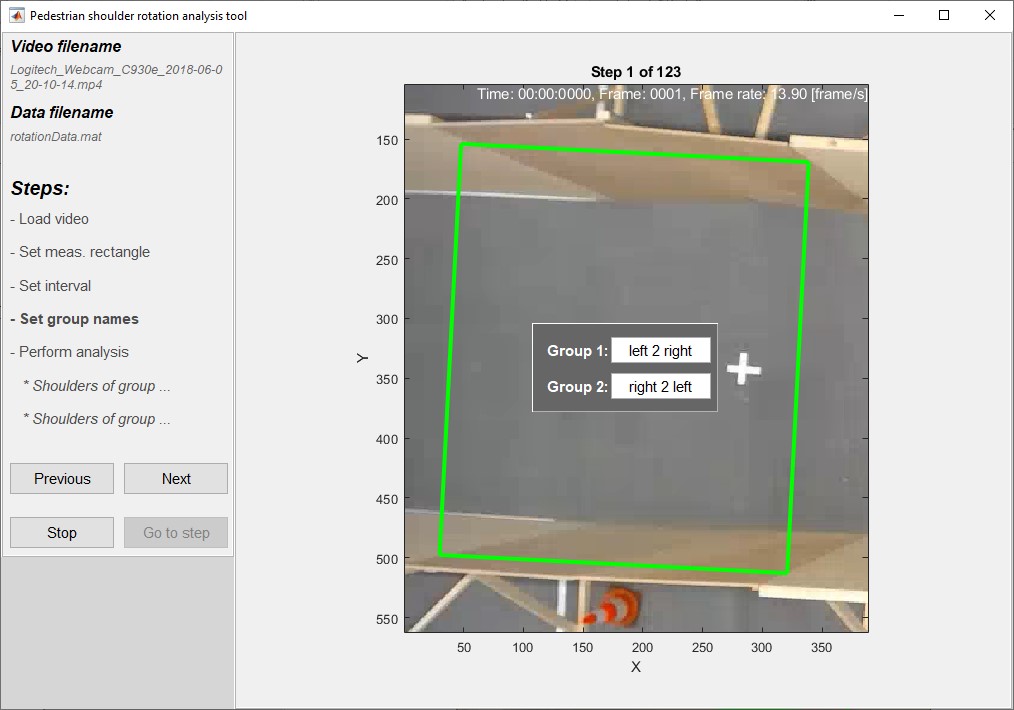 Pedestrian shoulder rotation analysis tool
Video filename
Logitech_Webcam_C930e_2018-06-0
5_20-10-14.mp4
Data filename
rotationData.mat
Steps:
- Load video
- Set meas. rectangle
- Set interval
- Set group names
- Perform analysis
* Shoulders of group ...
* Shoulders of group ...
Previous Next
Stop Go to step
Step 1 of 123
Time: 00:00:0000, Frame: 0001, Frame rate: 13.90 [frame/s]
150
200
250
300
350
400
450
500
550
Y
Group 1: left 2 right
Group 2: right 2 left
50 100 150 200 250 300 350
X